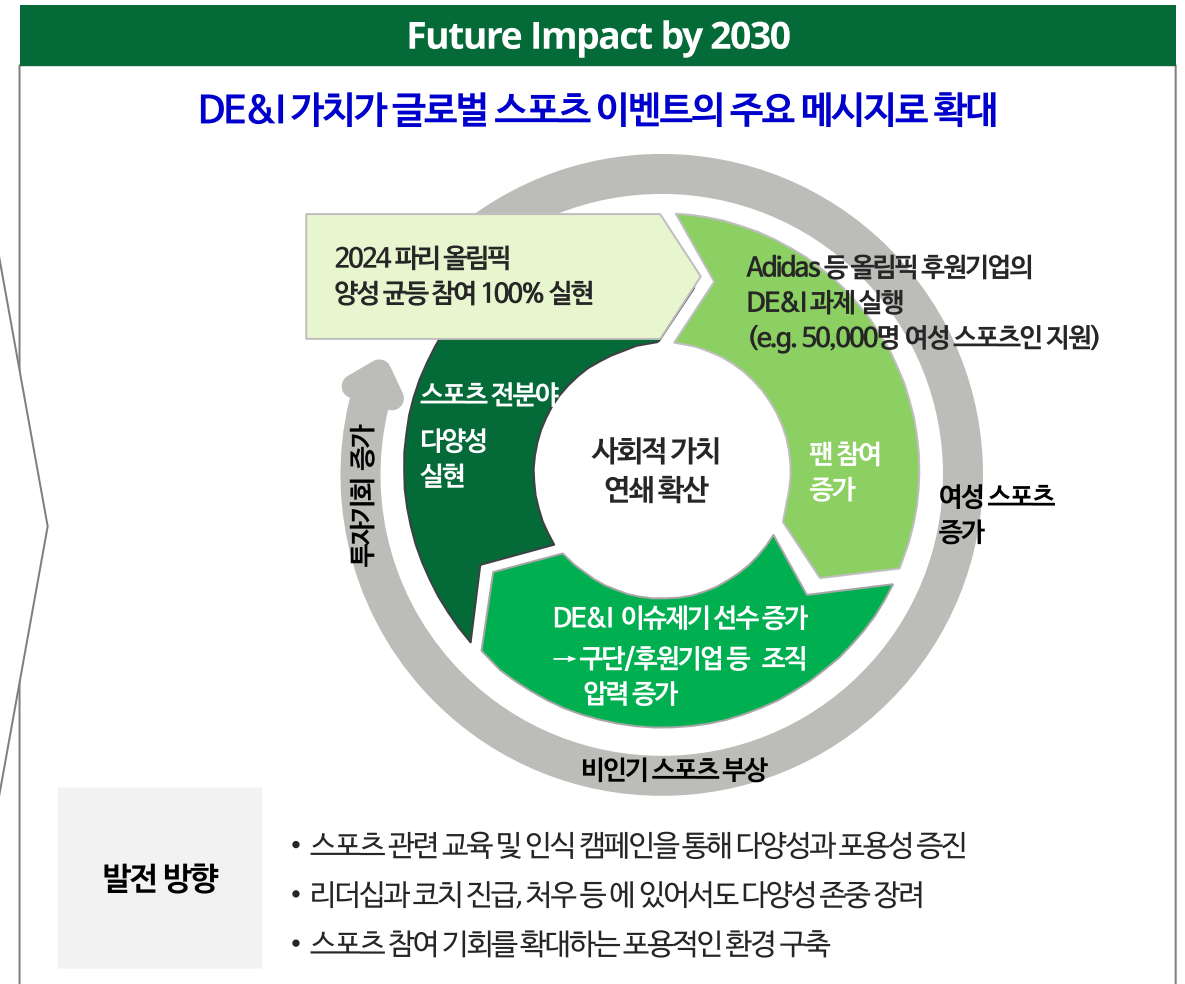 Future Impact by 2030
DE&I 가치가 글로벌 스포츠 이벤트의 주요 메시지로 확대
2024 파리 올림픽
양성 균등 참여 100% 실현
Adidas 등 올림픽 후원기업의
DE&I 과제 실행
(e.g. 50,000명 여성 스포츠인 지원)
스포츠 전분야
다양성
실현
사회적 가치
연쇄 확산
팬 참여
증가
투자기회 증가
여성 스포츠
증가
DE&I 이슈제기 선수 증가
→ 구단/후원기업 등 조직
압력 증가
비인기 스포츠 부상
발전 방향
• 스포츠 관련 교육 및 인식 캠페인을 통해 다양성과 포용성 증진
• 리더십과 코치 진급, 처우 등 에 있어서도 다양성 존중 장려
• 스포츠 참여 기회를 확대하는 포용적인 환경 구축